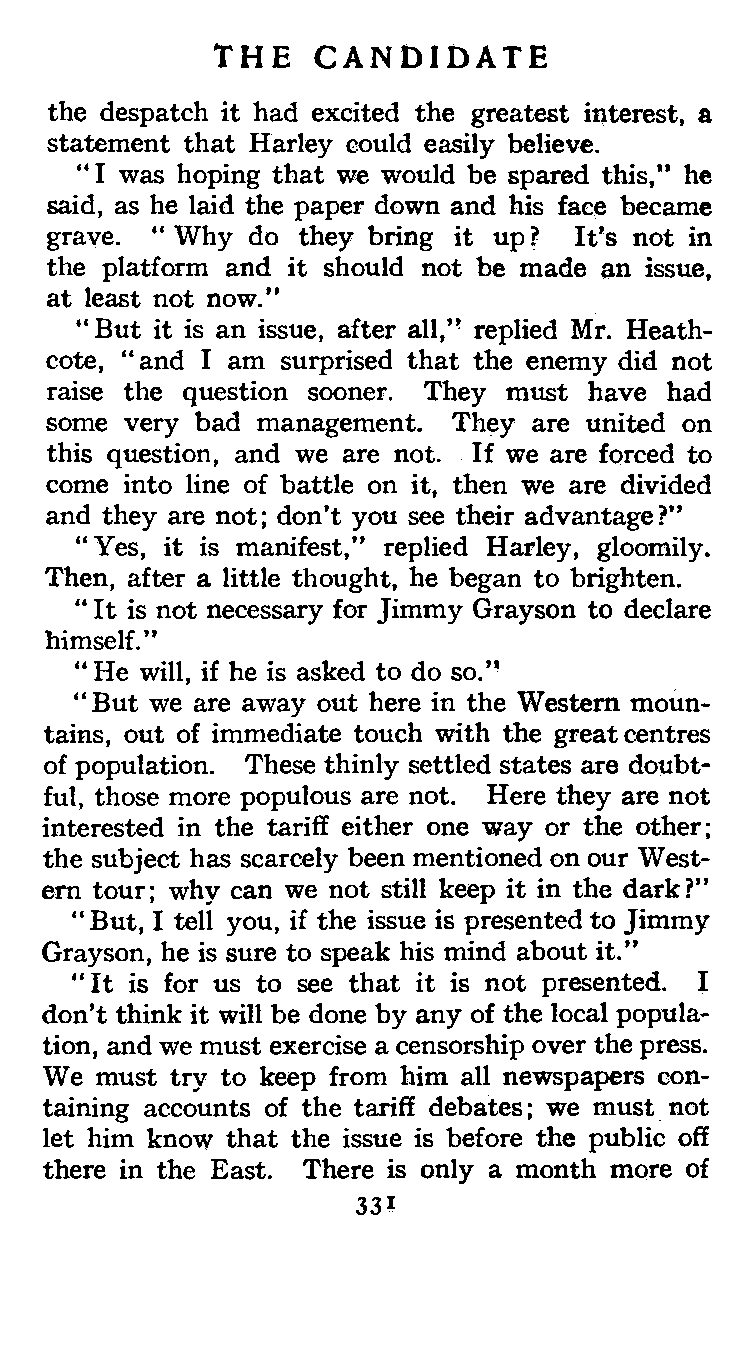 THE CANDIDATE
the despatch it had excited the greatest interest, a
statement that Harley could easily believe.
"I was hoping that we would be spared this," he
said, as he laid the paper down and his face became
grave. "Why do they bring it up? It's not in
the platform and it should not be made an issue,
at least not now."
"But it is an issue, after all," replied Mr. Heath-
cote, "and I am surprised that the enemy did not
raise the question sooner. They must have had
some very bad management. They are united on
this question, and we are not. If we are forced to
come into line of battle on it, then we are divided
and they are not; don't you see their advantage?"
"Yes, it is manifest," replied Harley, gloomily.
Then, after a little thought, he began to brighten.
"It is not necessary for Jimmy Grayson to declare
himself."
"He will, if he is asked to do so."
"But we are away out here in the Western moun-
tains, out of immediate touch with the great centres
of population. These thinly settled states are doubt-
ful, those more populous are not. Here they are not
interested in the tariff either one way or the other;
the subject has scarcely been mentioned on our West-
ern tour; why can we not still keep it in the dark?"
"But, I tell you, if the issue is presented to Jimmy
Grayson, he is sure to speak his mind about it."
"It is for us to see that it is not presented. I
don't think it will be done by any of the local popula-
tion, and we must exercise a censorship over the press.
We must try to keep from him all newspapers con-
taining accounts of the tariff debates; we must not
let him know that the issue is before the public off
there in the East. There is only a month more of
331